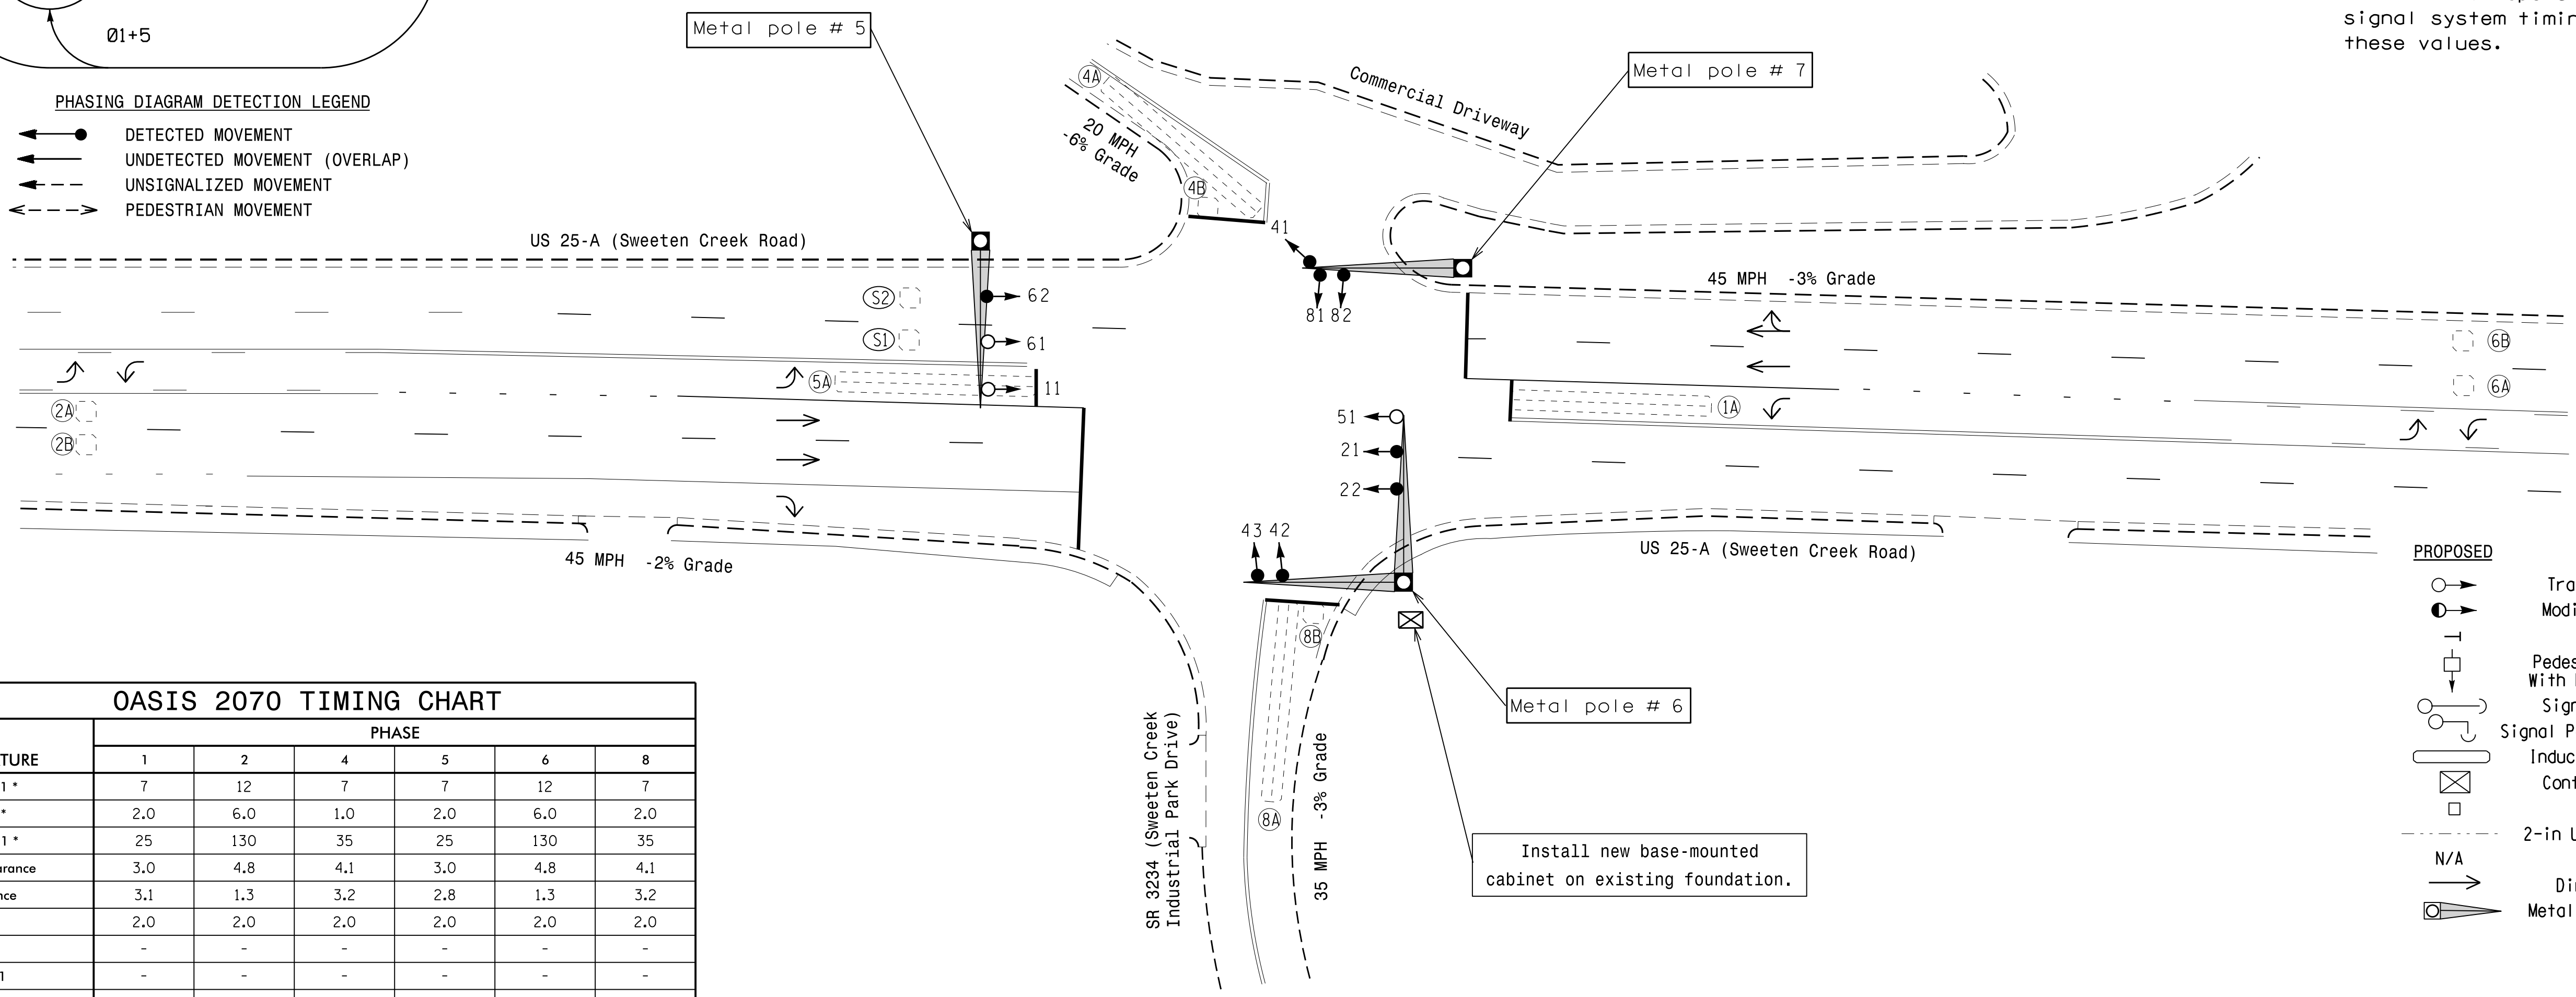 Ø1+5
PHASING DIAGRAM DETECTION LEGEND
DETECTED MOVEMENT
UNDETECTED MOVEMENT (OVERLAP)
UNSIGNALIZED MOVEMENT
PEDESTRIAN MOVEMENT
signal system timin
these values.
Metal pole # 5
Metal pole # 7
Commercial Driveway
4A
20 MPH
-6% Grade
4B
41
US 25-A (Sweeten Creek Road)
45 MPH -3% Grade
S2
62
81 82
S1
61
6B
5A
11
6A
2A
1A
51
2B
21
22
43 42
45 MPH -2% Grade
US 25-A (Sweeten Creek Road)
8B
Metal pole # 6
8A
SR 3234 (Sweeten Creek
Industrial Park Drive)
35 MPH -3% Grade
Install new base-mounted
cabinet on existing foundation.
PROPOSED
Tra
Modi
Pedes
With
Sign
Signal P
Induc
Cont
2-in U
N/A
Di
Metal
OASIS 2070 TIMING CHART
PHASE
TURE 1 2 4 5 6 8
1 * 7 12 7 7 12 7
* 2.0 6.0 1.0 2.0 6.0 2.0
1 * 25 130 35 25 130 35
arance 3.0 4.8 4.1 3.0 4.8 4.1
nce 3.1 1.3 3.2 2.8 1.3 3.2
2.0 2.0 2.0 2.0 2.0 2.0
- - - - - -
1 - - - - - -